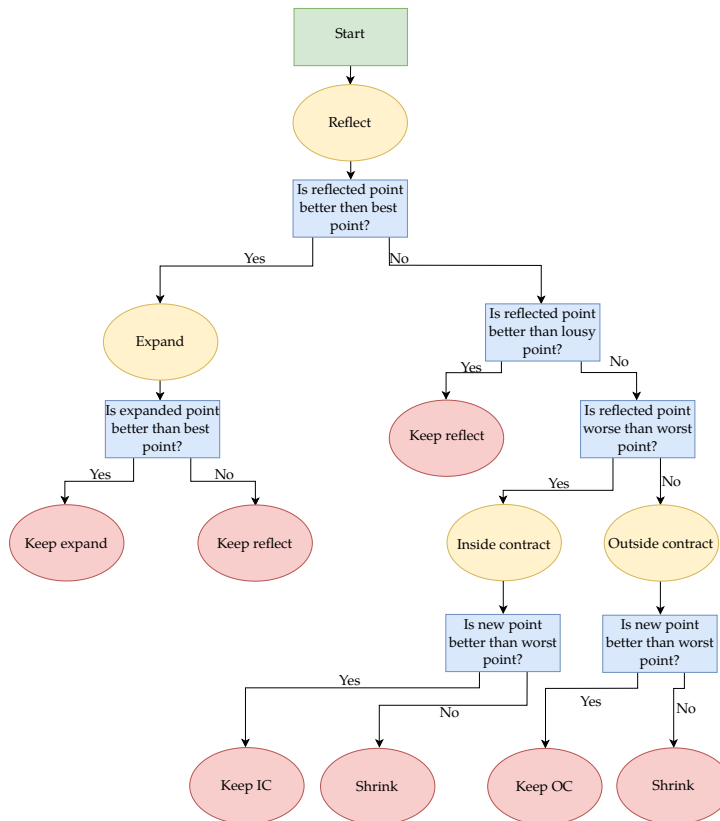 Start
Reflect
Is reflected point
better then best
point?
Yes
No
Expand
Is reflected point
better than lousy
point?
Yes
No
Is expanded point
better than best
point?
Keep reflect
Is reflected point
worse than worst
point?
Yes
No
Yes
No
Keep expand
Keep reflect
Inside contract
Outside contract
Is new point
better than worst
point?
Is new point
better than worst
point?
Yes
No
Yes
No
Keep IC
Shrink
Keep OC
Shrink